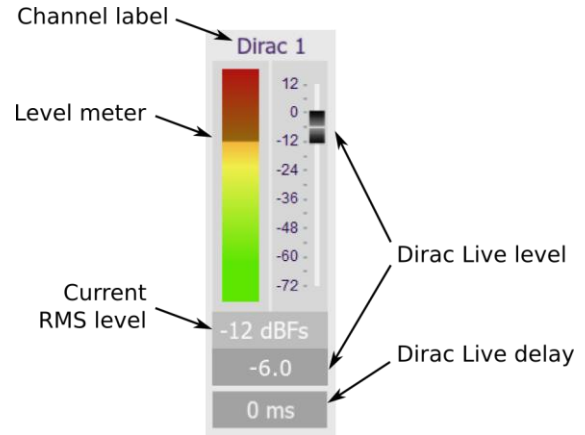 Channel label
Dirac 1
Level meter
12
0
-12
-24
-36
-48
-60
-72
Dirac Live level
Current
RMS level
-12 dBFs
-6.0
Dirac Live delay
0 ms